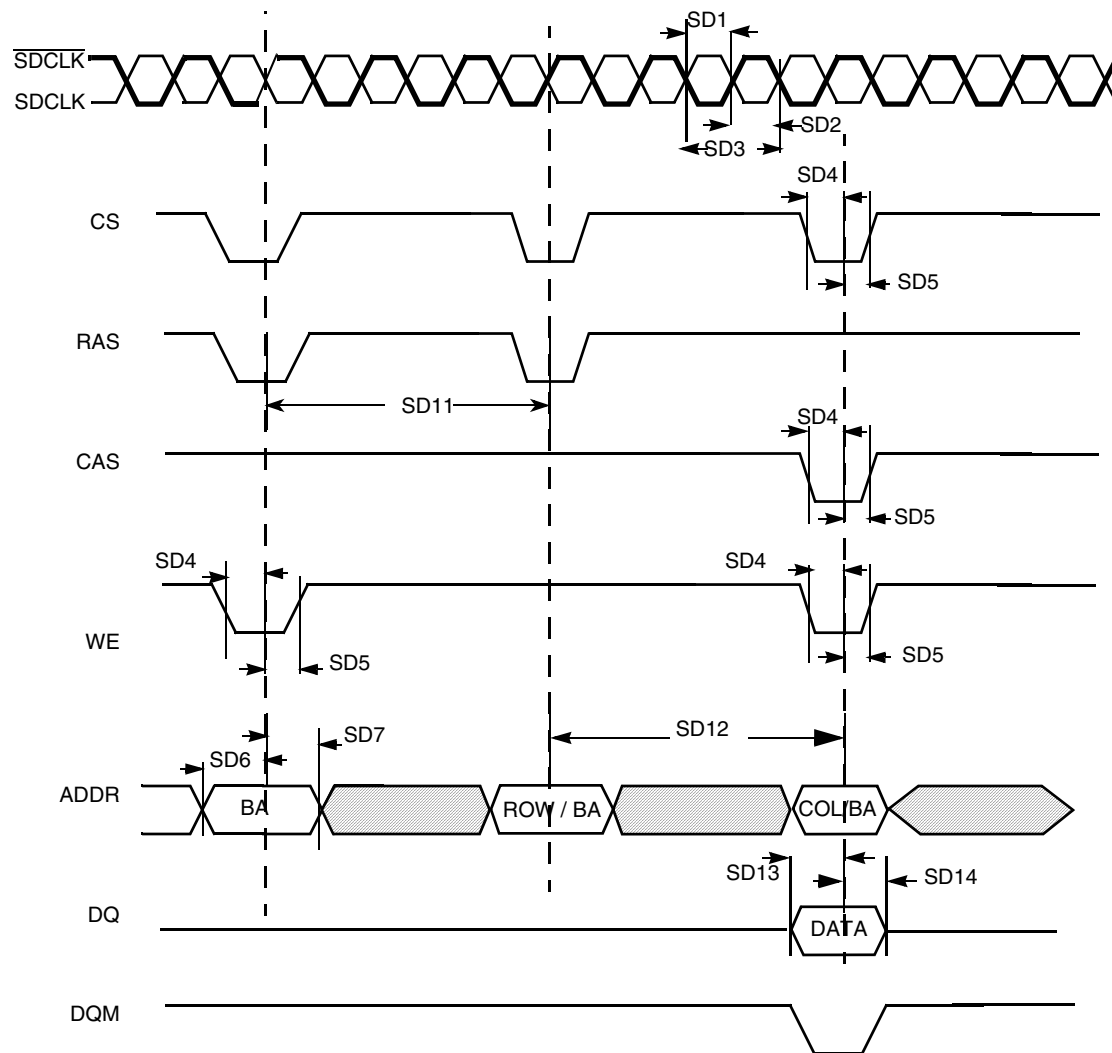 SD1
SDCLK
SDCLK
SD2
SD3
SD4
CS
SD5
RAS
SD11
SD4
CAS
SD5
SD4
SD4
WE
SD5
SD5
SD12
SD7
SD6
ADDR
BA
ROW / BA
COL/BA
SD13
SD14
DQ
DATA
DQM